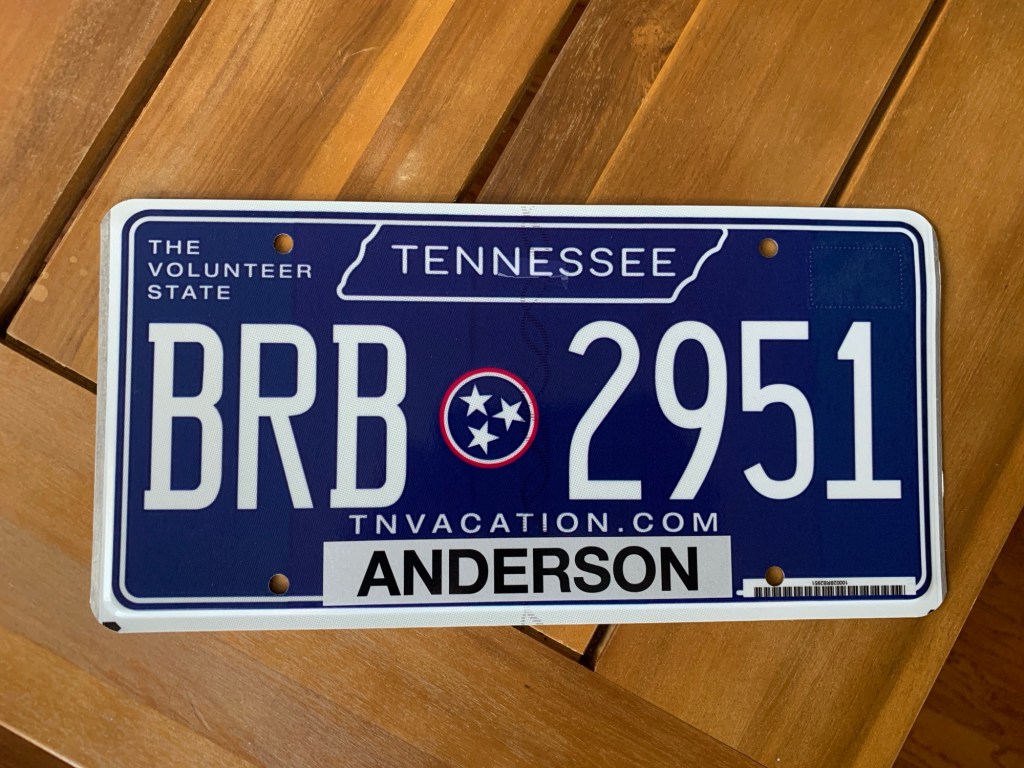 THE
VOLUNTEER
STATE
TENNESSEE
BRB 2951
TNVACATION.COM
ANDERSON